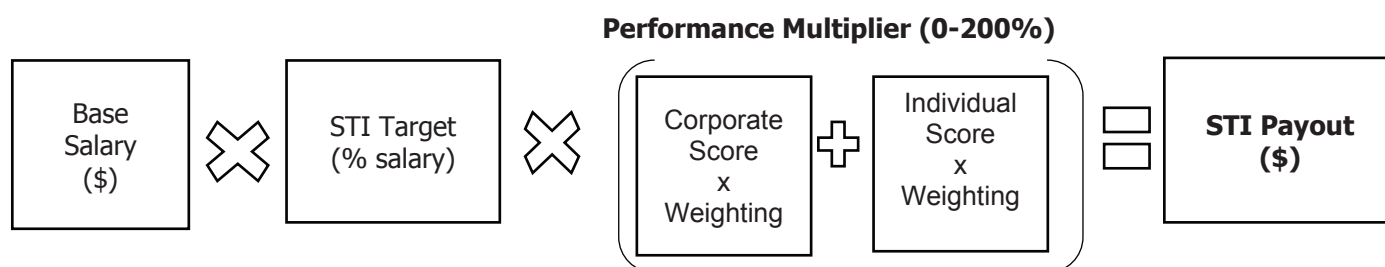 Performance Multiplier (0-200%)
Base
Salary
($)
STI Target
(% salary)
Corporate
Score
x
Weighting
Individual
Score
x
Weighting
STI Payout
($)